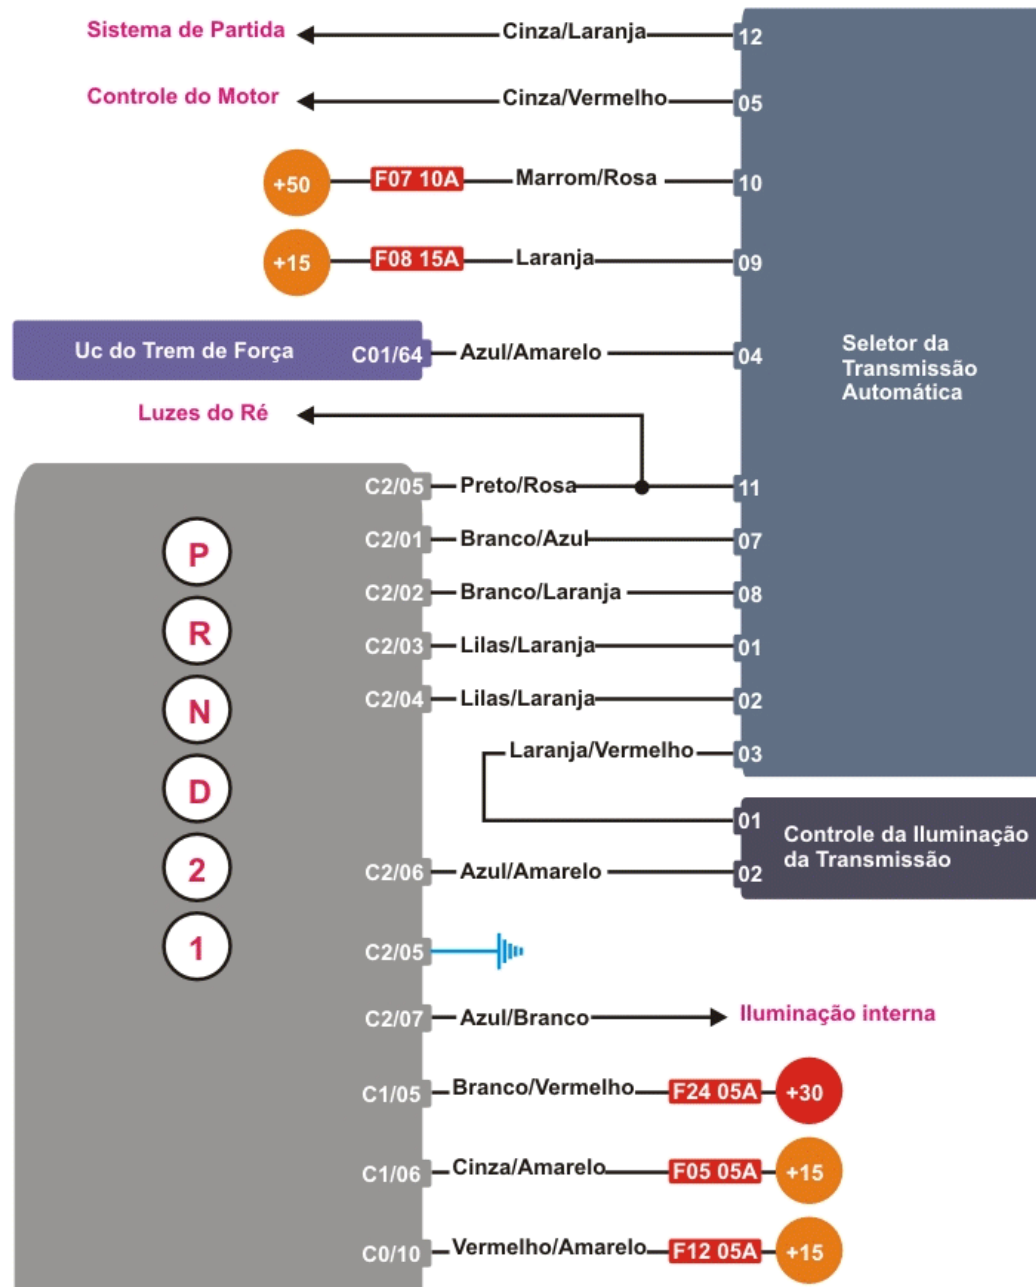 Sistema de Partida Cinza/Laranja 12
Controle do Motor Cinza/Vermelho 05
+50 F07 10A Marrom/Rosa 10
+15 F08 15A Laranja 09
Uc do Trem de Força C01/64 Azul/Amarelo 04
Seletor da
Transmissão
Automática
Luzes do Ré
C2/05 Preto/Rosa 11
C2/01 Branco/Azul 07
C2/02 Branco/Laranja 08
C2/03 Lilas/Laranja 01
C2/04 Lilas/Laranja 02
Laranja/Vermelho 03
P
R
N
D
2
1
01
Controle da Iluminação
da Transmissão
C2/06 Azul/Amarelo 02
C2/05
C2/07 Azul/Branco Iluminação interna
C1/05 Branco/Vermelho F24 05A +30
C1/06 Cinza/Amarelo F05 05A +15
C0/10 Vermelho/Amarelo F12 05A +15